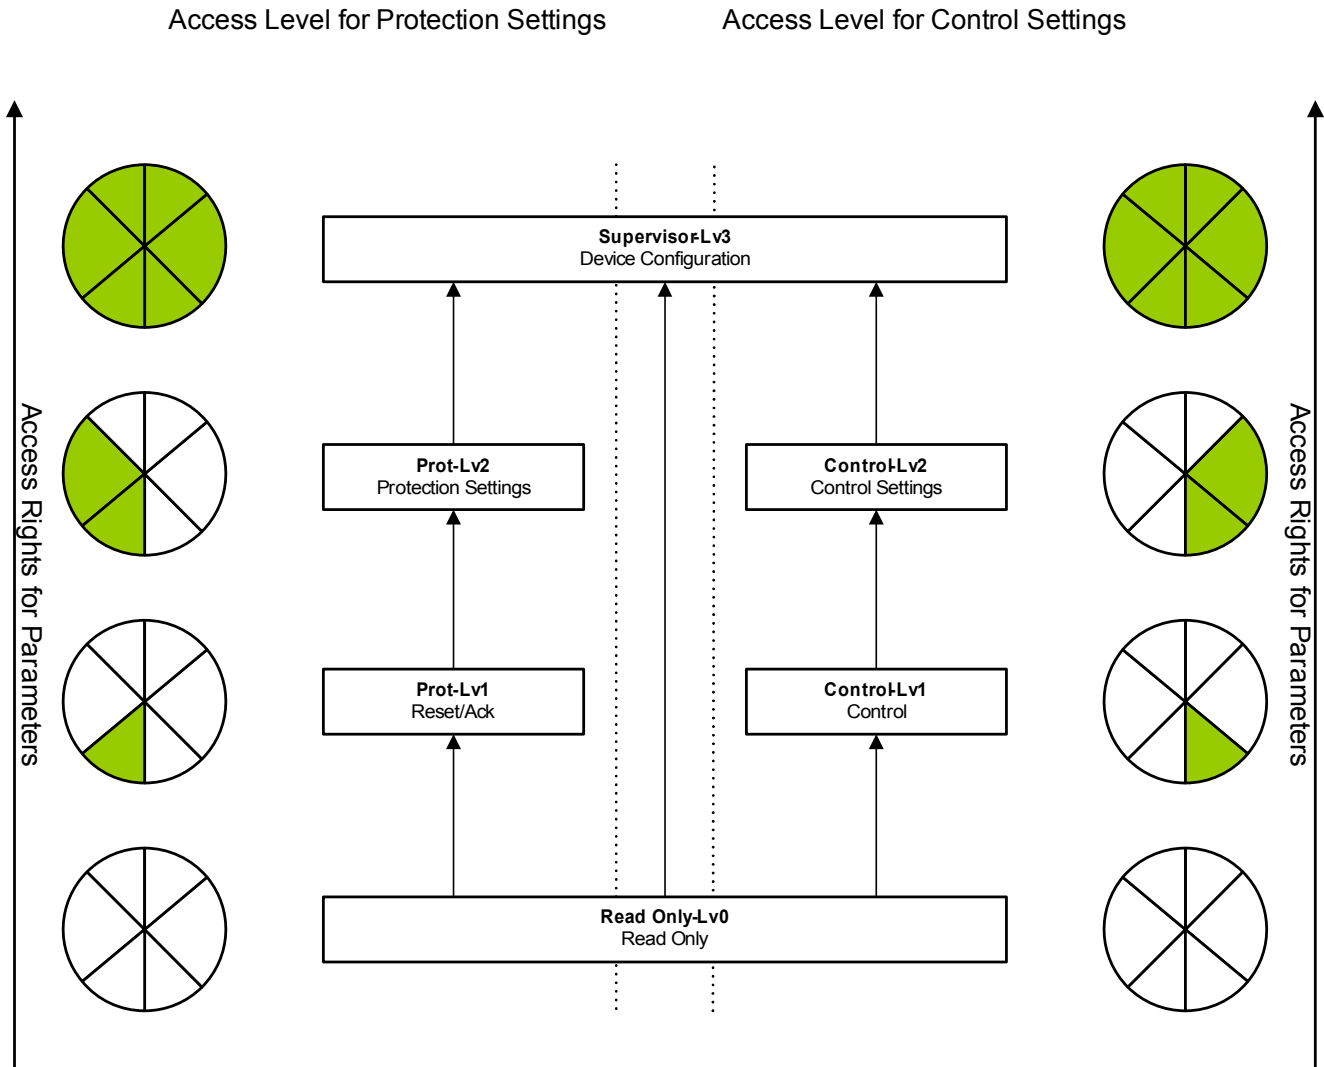 Access Level for Protection Settings
Access Level for Control Settings
Supervisor-Lv3
Device Configuration
Access Rights for Parameters
Prot-Lv2
Protection Settings
Control-Lv2
Control Settings
Access Rights for Parameters
Prot-Lv1
Reset/Ack
Control-Lv1
Control
Read Only-Lv0
Read Only